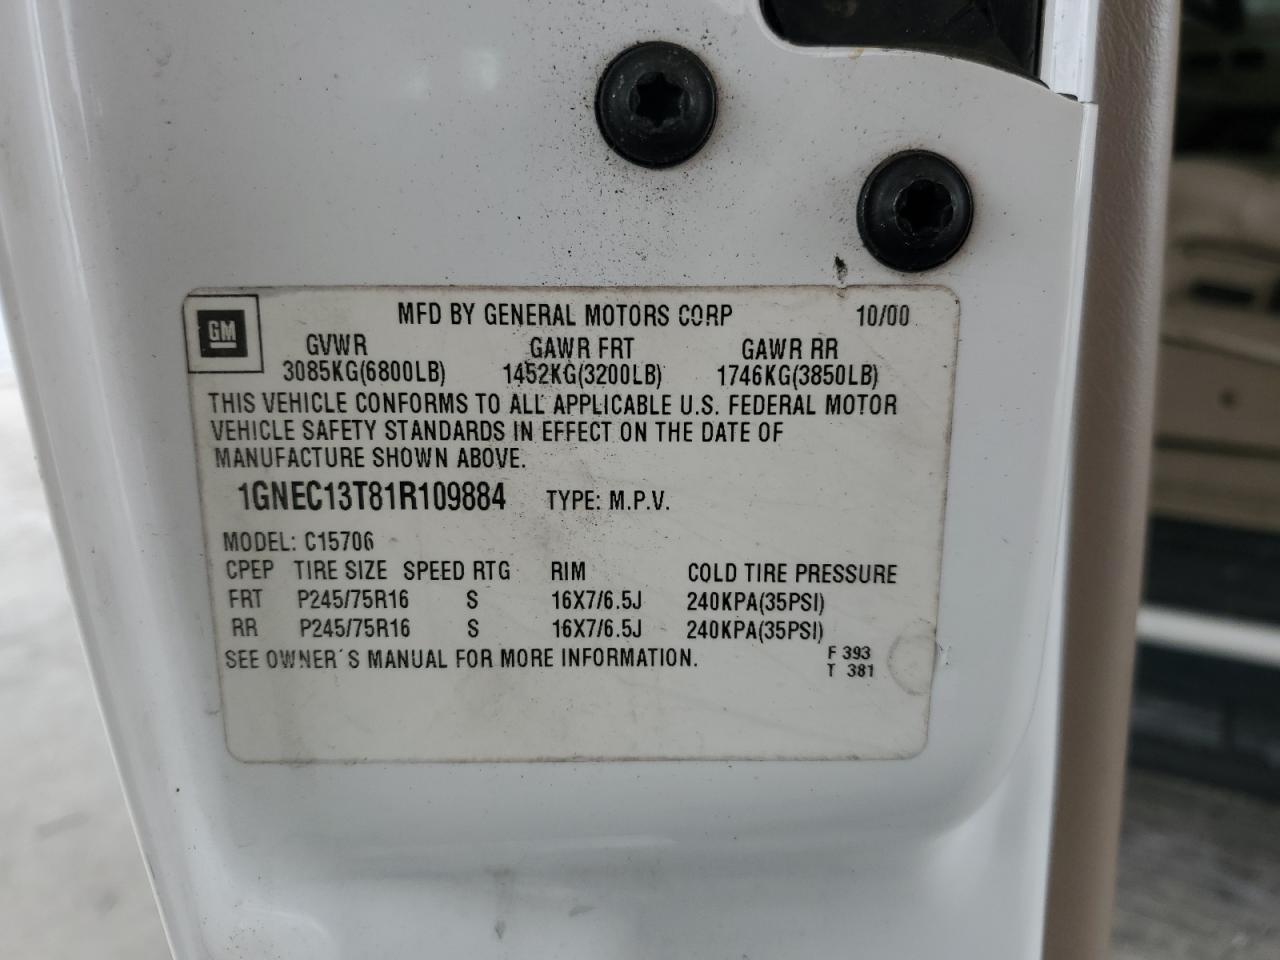 GM
MFD BY GENERAL MOTORS CORP 10/00
GVWR GAWR FRT GAWR RR
3085KG(6800LB) 1452KG(3200LB) 1746KG(3850LB)
THIS VEHICLE CONFORMS TO ALL APPLICABLE U.S. FEDERAL MOTOR
VEHICLE SAFETY STANDARDS IN EFFECT ON THE DATE OF
MANUFACTURE SHOWN ABOVE.
1GNEC13T81R109884 TYPE: M.P.V.
MODEL: C15706
CPEP TIRE SIZE SPEED RTG RIM COLD TIRE PRESSURE
FRT P245/75R16 S 16X7/6.5J 240KPA(35PSI)
RR P245/75R16 S 16X7/6.5J 240KPA(35PSI)
SEE OWNER´S MANUAL FOR MORE INFORMATION.
F 393
T 381